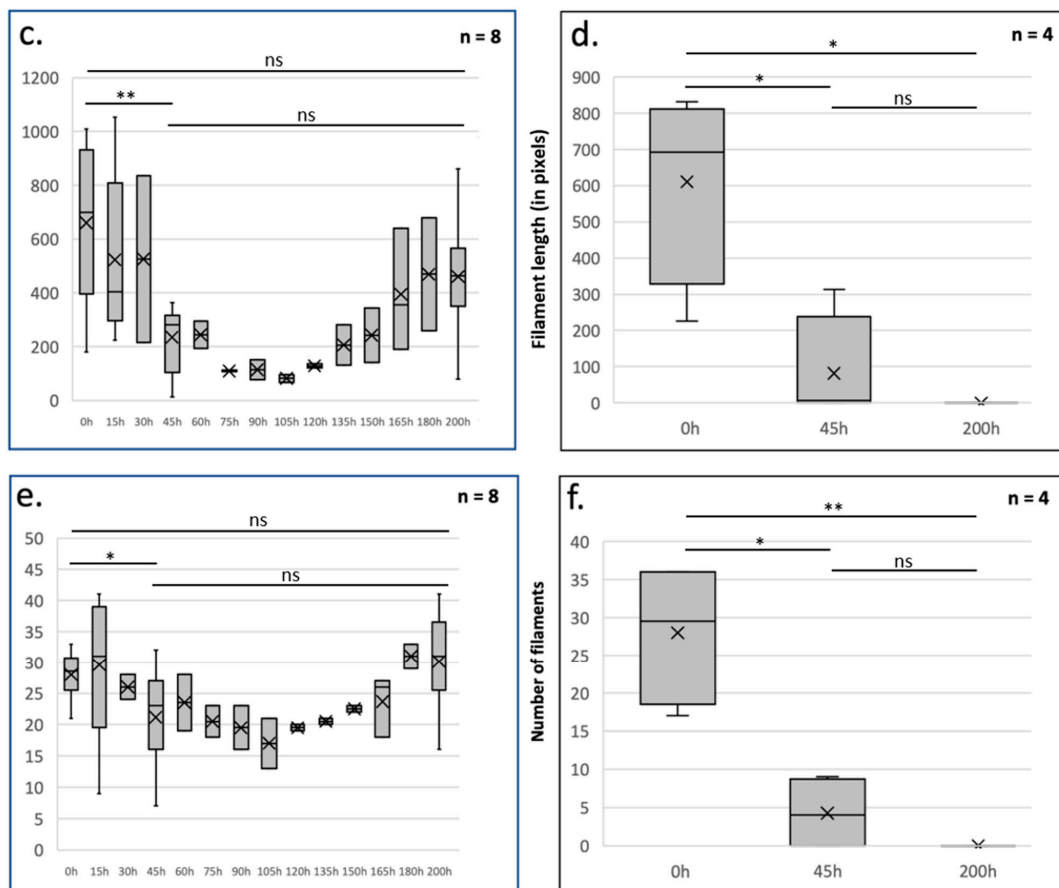 c.
n = 8
ns
**
ns
1200
1000
800
600
400
200
0
0h 15h 30h 45h 60h 75h 90h 105h 120h 135h 150h 165h 180h 200h
d.
n = 4
*
*
ns
Filament length (in pixels)
900
800
700
600
500
400
300
200
100
0
0h 45h 200h
e.
n = 8
ns
*
ns
50
45
40
35
30
25
20
15
10
5
0
0h 15h 30h 45h 60h 75h 90h 105h 120h 135h 150h 165h 180h 200h
f.
n = 4
**
*
ns
Number of filaments
40
35
30
25
20
15
10
5
0
0h 45h 200h